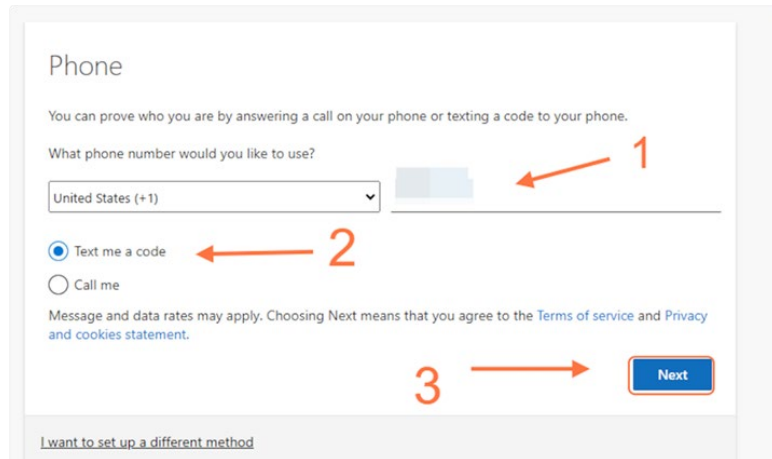 Phone
You can prove who you are by answering a call on your phone or texting a code to your phone.
What phone number would you like to use?
1
United States (+1)
Text me a code
2
Call me
Message and data rates may apply. Choosing Next means that you agree to the Terms of service and Privacy
and cookies statement.
3
Next
I want to set up a different method